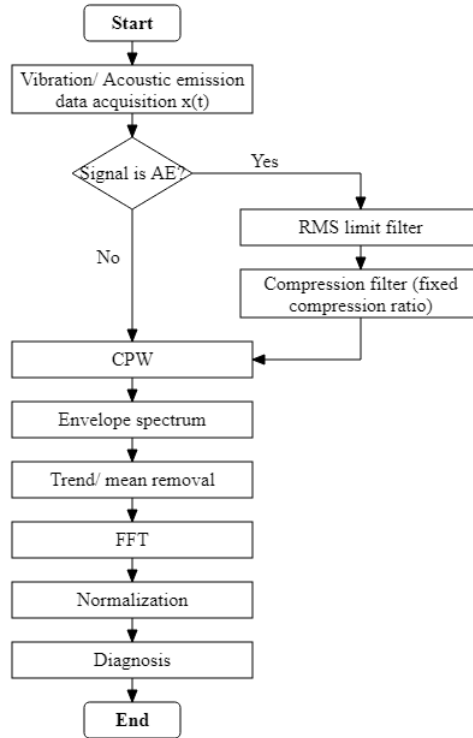 Start
Vibration/ Acoustic emission
data acquisition x(t)
Signal is AE?
Yes
No
RMS limit filter
Compression filter (fixed
compression ratio)
CPW
Envelope spectrum
Trend/ mean removal
FFT
Normalization
Diagnosis
End